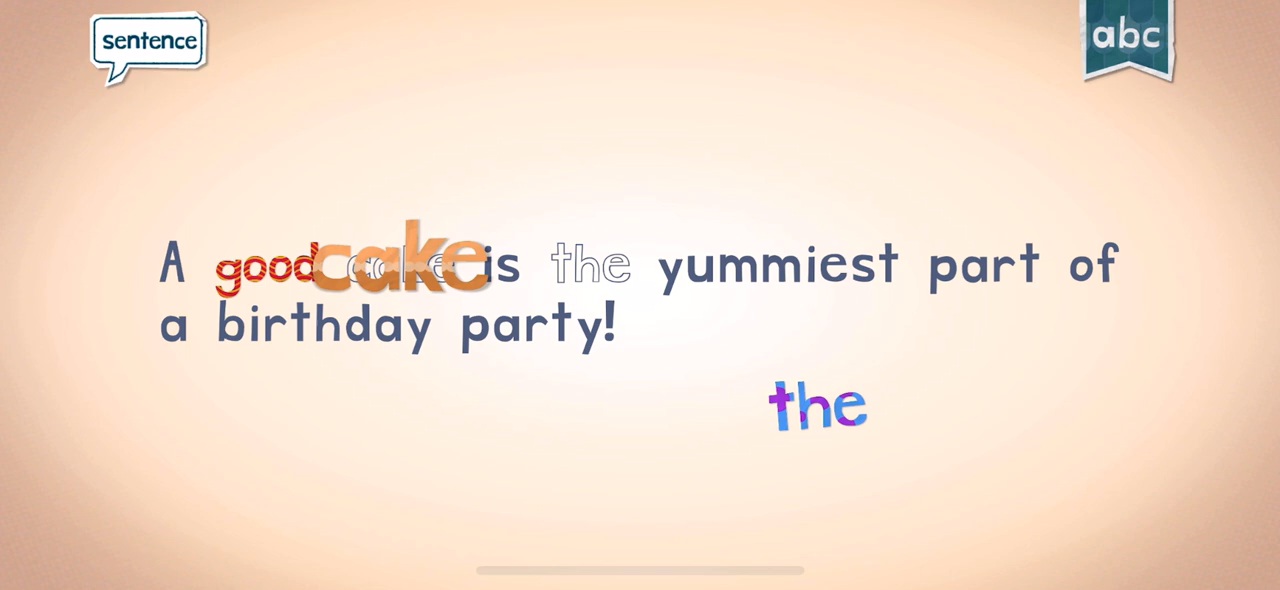 sentence
abc
A good cake is the yummiest part of
a birthday party!
the